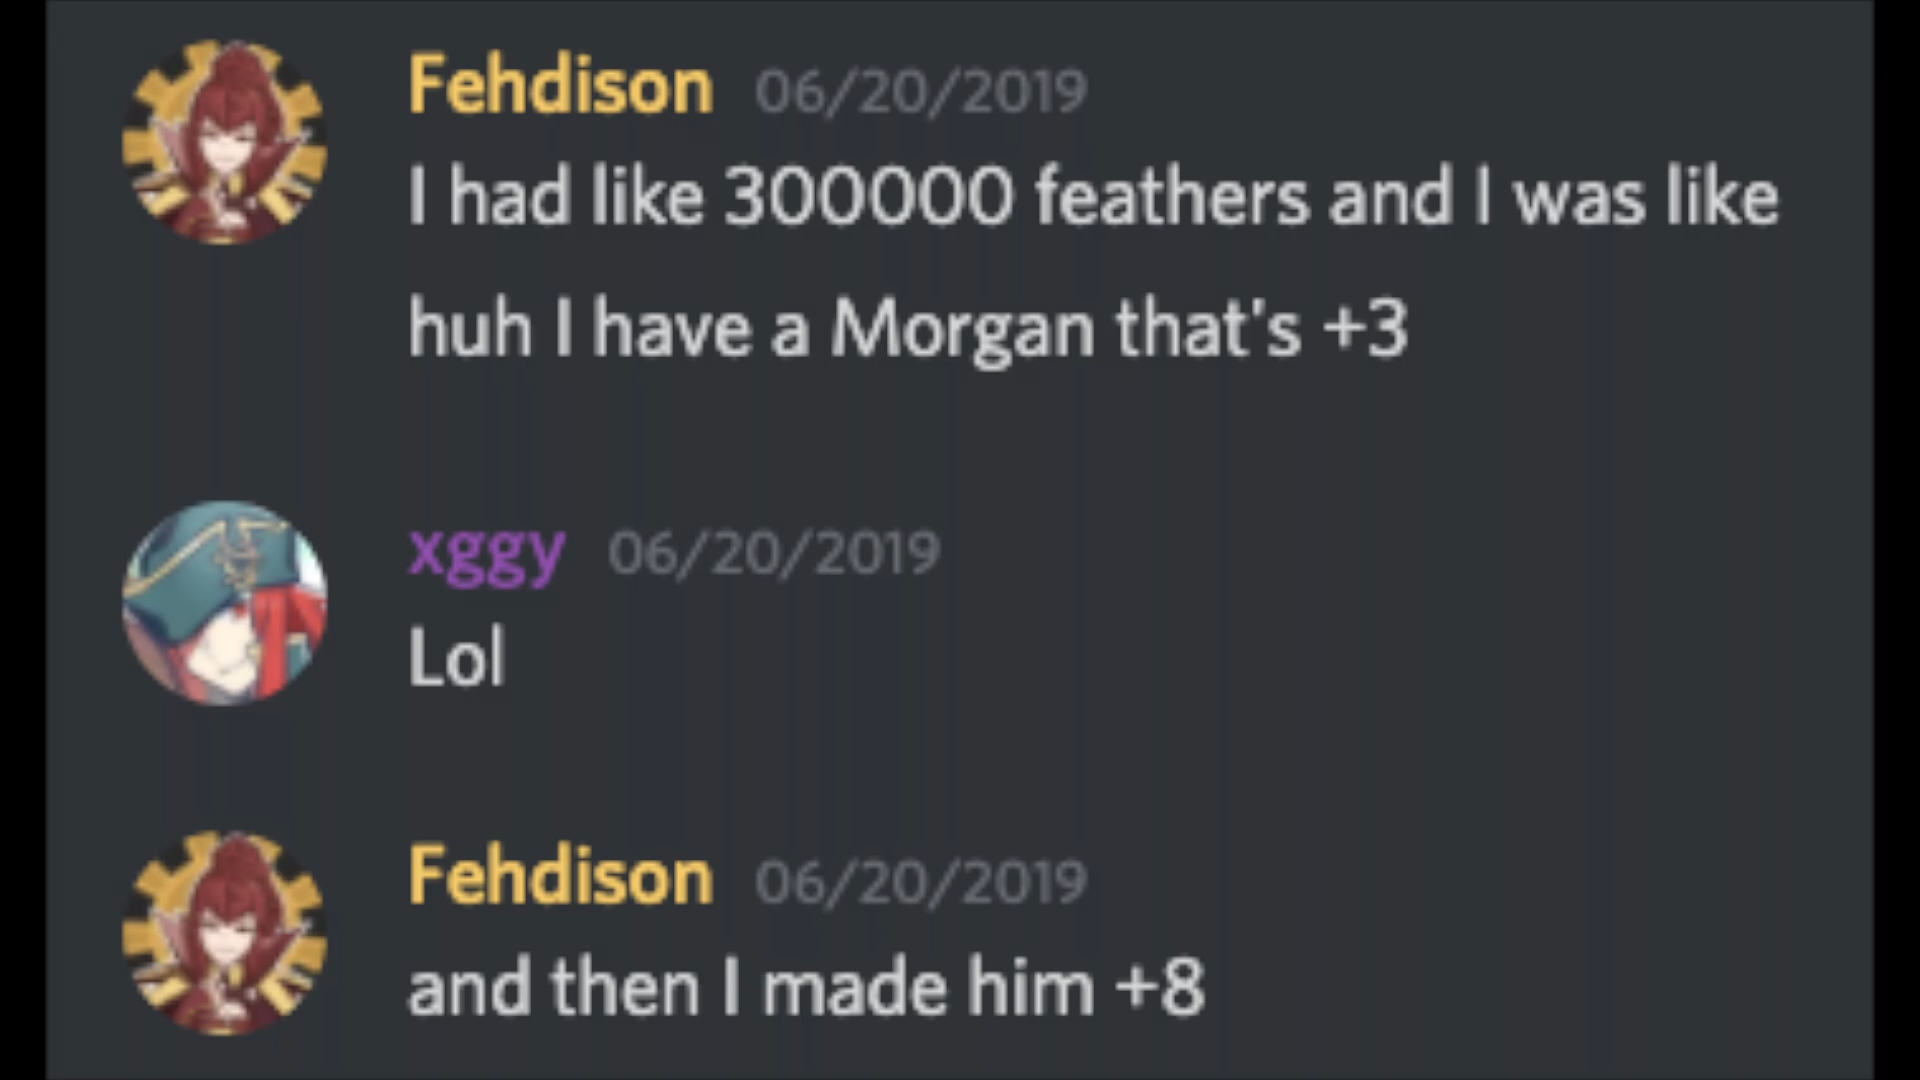 Fehdison 06/20/2019
I had like 300000 feathers and I was like
huh I have a Morgan that's +3
xggy 06/20/2019
Lol
Fehdison 06/20/2019
and then I made him +8